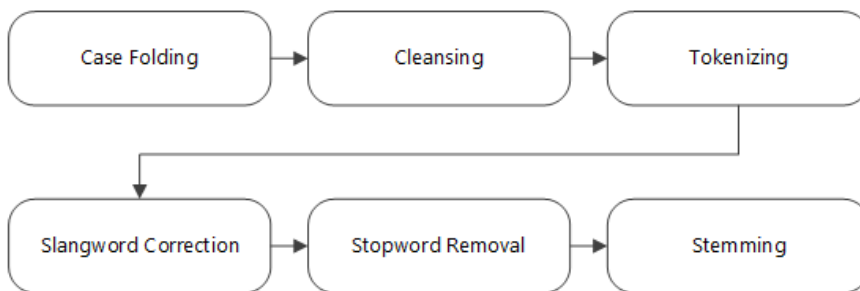 Case Folding
Cleansing
Tokenizing
Slangword Correction
Stopword Removal
Stemming